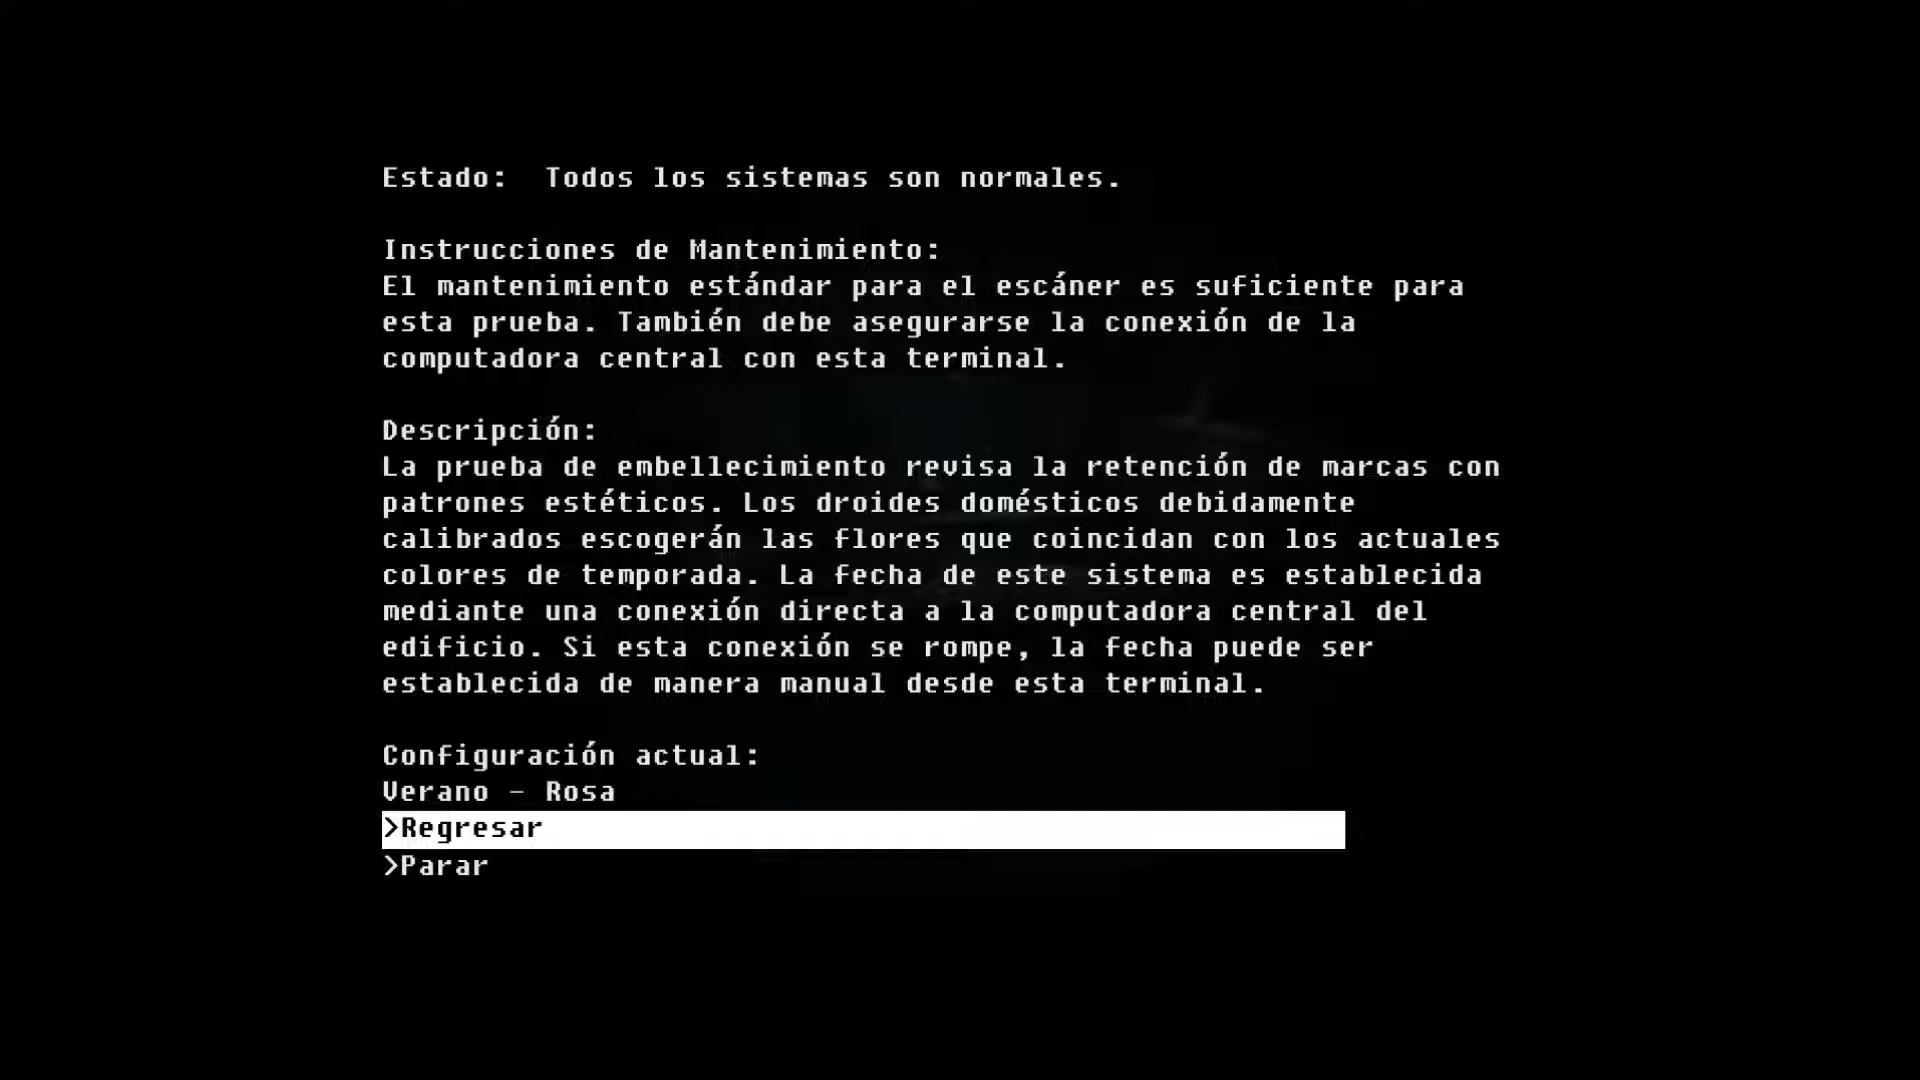 Estado:  Todos los sistemas son normales.
Instrucciones de Mantenimiento:
El mantenimiento estándar para el escáner es suficiente para
esta prueba. También debe asegurarse la conexión de la
computadora central con esta terminal.
Descripción:
La prueba de embellecimiento revisa la retención de marcas con
patrones estéticos. Los droides domésticos debidamente
calibrados escogerán las flores que coincidan con los actuales
colores de temporada. La fecha de este sistema es establecida
mediante una conexión directa a la computadora central del
edificio. Si esta conexión se rompe, la fecha puede ser
establecida de manera manual desde esta terminal.
Configuración actual:
Verano - Rosa
>Regresar
>Parar